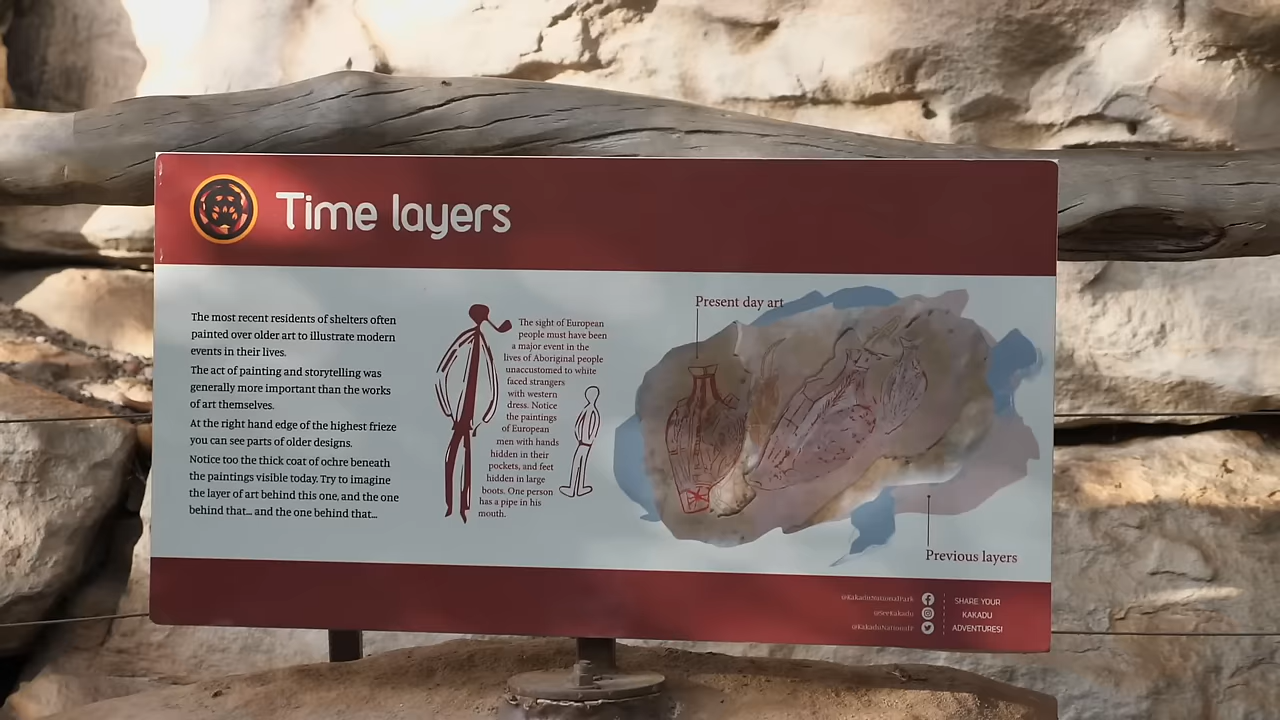 Time layers
The most recent residents of shelters often
painted over older art to illustrate modern
events in their lives.
The act of painting and storytelling was
generally more important than the works
of art themselves.
At the right hand edge of the highest frieze
you can see parts of older designs.
Notice too the thick coat of ochre beneath
the paintings visible today. Try to imagine
the layer of art behind this one, and the one
behind that... and the one behind that...
The sight of European
people must have been
a major event in the
lives of Aboriginal people
unaccustomed to white
faced strangers
with western
dress. Notice
the paintings
of European
men with hands
hidden in their
pockets, and feet
hidden in large
boots. One person
has a pipe in his
mouth.
Present day art
Previous layers
@KakaduNationalPark
@SeeKakadu
@KakaduNationalP
SHARE YOUR
KAKADU
ADVENTURES!